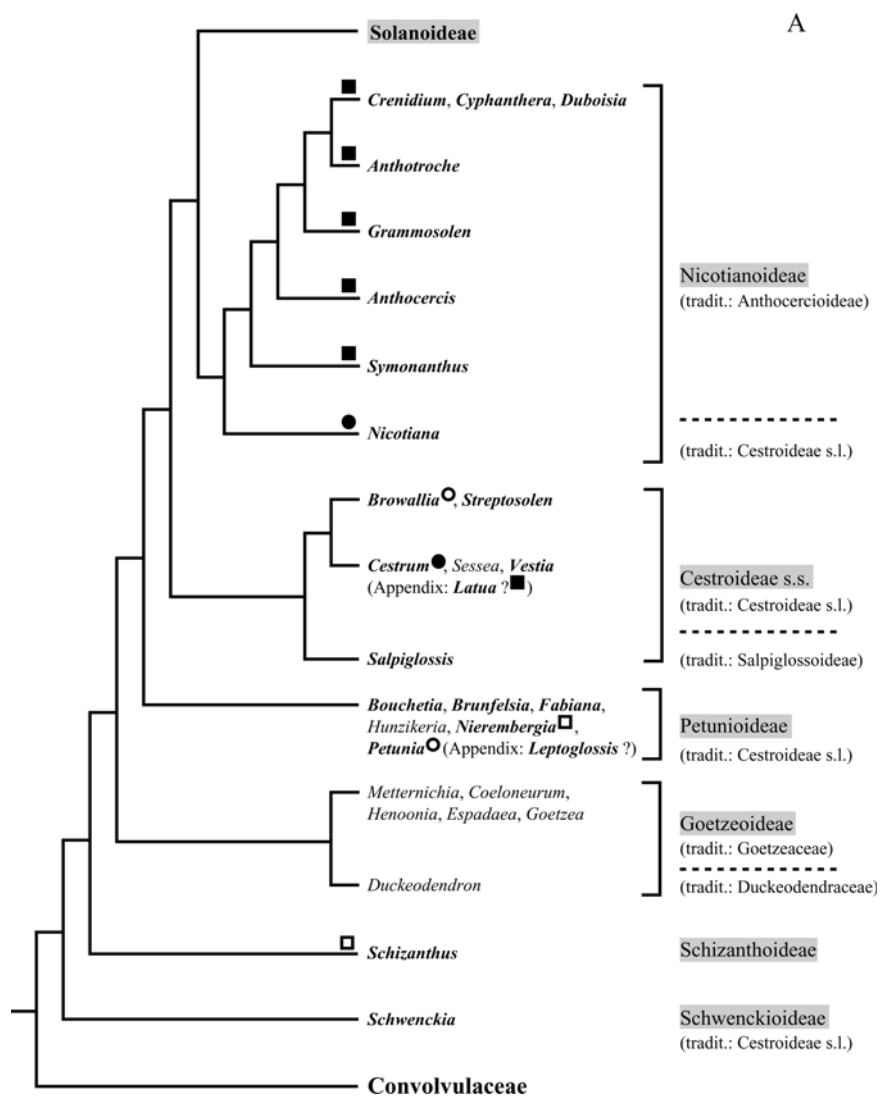 A
Solanoideae
Crenidium, Cyphanthera, Duboisia
Anthotroche
Grammosolen
Anthocercis
Symonanthus
Nicotiana
Nicotianoideae
(tradit.: Anthocercioideae)
(tradit.: Cestroideae s.l.)
Browallia, Streptosolen
Cestrum, Sessea, Vestia
(Appendix: Latua ?)
Salpiglossis
Cestroideae s.s.
(tradit.: Cestroideae s.l.)
(tradit.: Salpiglossoideae)
Bouchetia, Brunfelsia, Fabiana,
Hunzikeria, Nierembergia,
Petunia (Appendix: Leptoglossis ?)
Petunioideae
(tradit.: Cestroideae s.l.)
Metternichia, Coeloneurum,
Henoonia, Espadaea, Goetzea
Duckeodendron
Goetzeoideae
(tradit.: Goetzeaceae)
(tradit.: Duckeodendraceae)
Schizanthus
Schizanthoideae
Schwenckia
Schwenckioideae
(tradit.: Cestroideae s.l.)
Convolvulaceae